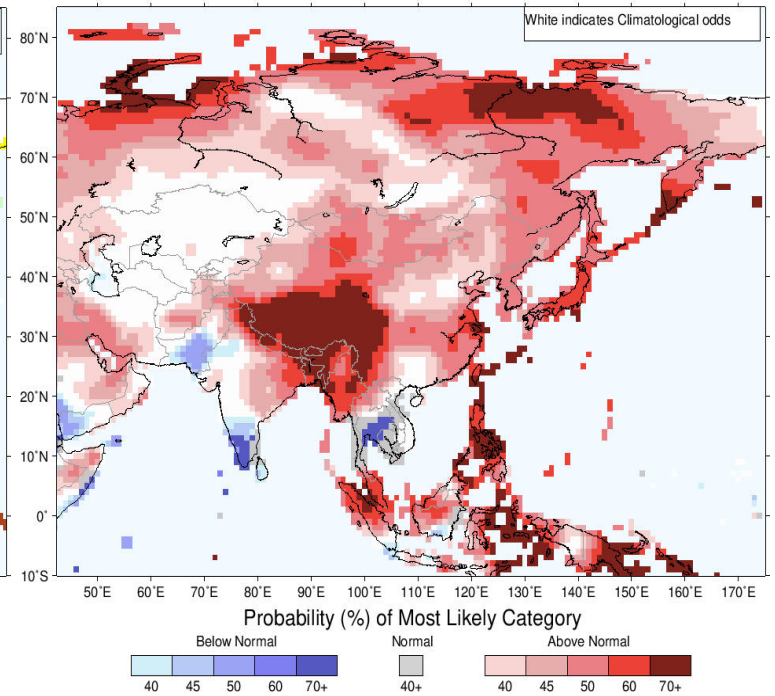 White indicates Climatological odds
80˚N
70˚N
60˚N
50˚N
40˚N
30˚N
20˚N
10˚N
0˚
10˚S
50˚E 60˚E 70˚E 80˚E 90˚E 100˚E 110˚E 120˚E 130˚E 140˚E 150˚E 160˚E 170˚E
Probability (%) of Most Likely Category
Below Normal Normal Above Normal
40 45 50 60 70+ 40+ 40 45 50 60 70+